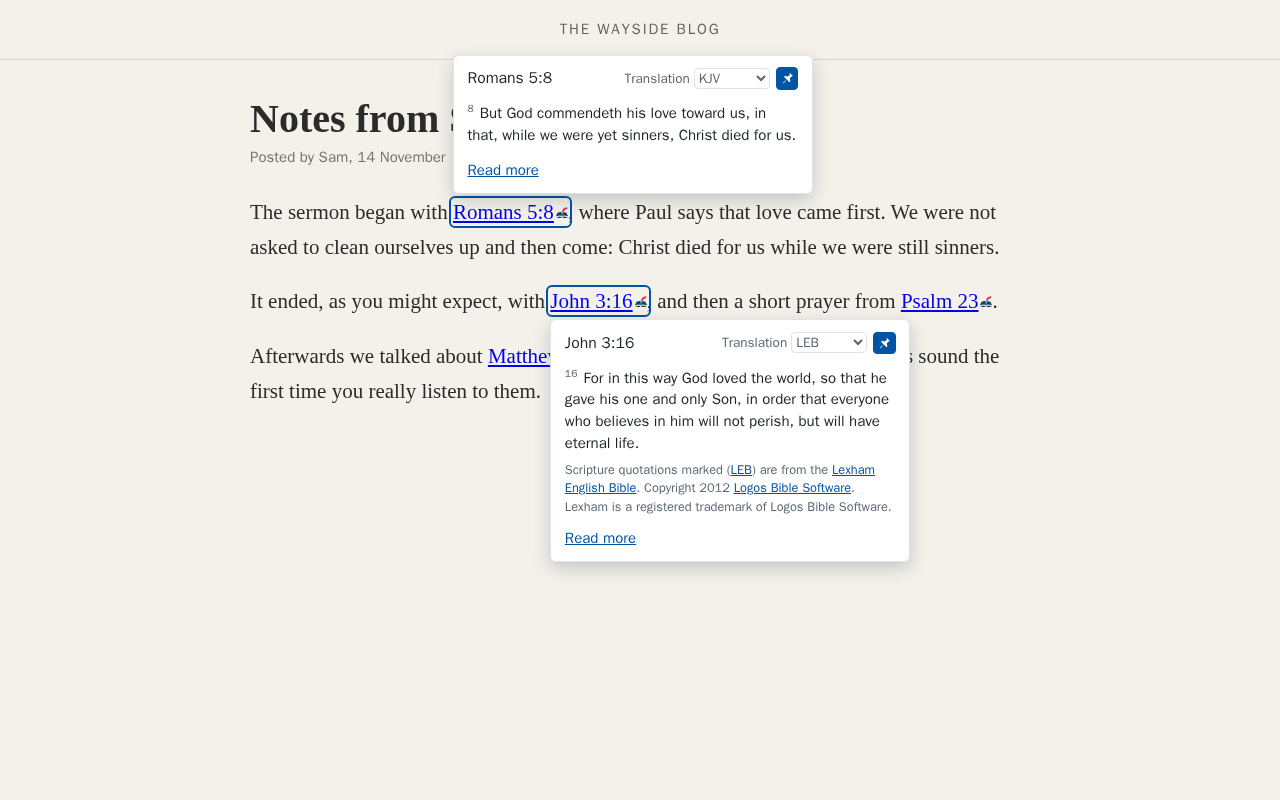 THE WAYSIDE BLOG
Romans 5:8 Translation KJV
8 But God commendeth his love toward us, in
that, while we were yet sinners, Christ died for us.
Read more
Notes from
Posted by Sam, 14 November
The sermon began with Romans 5:8, where Paul says that love came first. We were not
asked to clean ourselves up and then come: Christ died for us while we were still sinners.
It ended, as you might expect, with John 3:16, and then a short prayer from Psalm 23.
John 3:16 Translation LEB
16 For in this way God loved the world, so that he
gave his one and only Son, in order that everyone
who believes in him will not perish, but will have
eternal life.
Scripture quotations marked (LEB) are from the Lexham
English Bible. Copyright 2012 Logos Bible Software.
Lexham is a registered trademark of Logos Bible Software.
Read more
Afterwards we talked about sound the
first time you really listen to them.